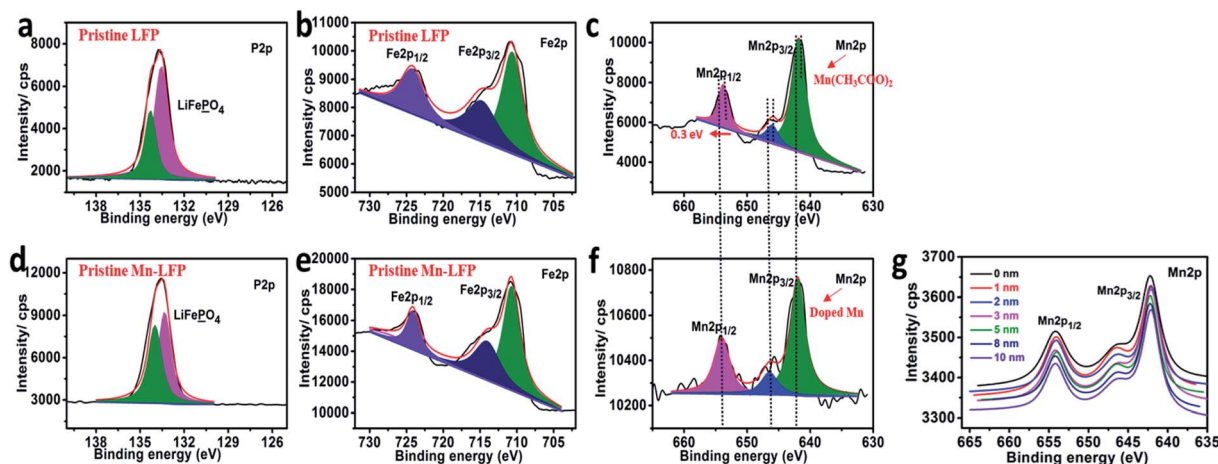 a
Pristine LFP
P2p
LiFePO4
Intensity/ cps
8000
6000
4000
2000
138 135 132 129 126
Binding energy (eV)
b
Pristine LFP
Fe2p
Fe2p1/2
Fe2p3/2
Intensity/ cps
11000
10000
9000
8000
7000
6000
5000
730 725 720 715 710 705
Binding energy (eV)
c
Mn2p
Mn2p3/2
Mn2p1/2
Mn(CH3COO)2
0.3 eV
Intensity/ cps
10000
8000
6000
4000
660 650 640 630
Binding energy (eV)
d
Pristine Mn-LFP
P2p
LiFePO4
Intensity/ cps
12000
9000
6000
3000
138 135 132 129 126
Binding energy (eV)
e
Pristine Mn-LFP
Fe2p
Fe2p1/2
Fe2p3/2
Intensity/ cps
20000
18000
16000
14000
12000
10000
730 725 720 715 710 705
Binding energy (eV)
f
Mn2p
Mn2p3/2
Mn2p1/2
Doped Mn
Intensity/ cps
10800
10600
10400
10200
660 650 640 630
Binding energy (eV)
g
Mn2p
0 nm
1 nm
2 nm
3 nm
5 nm
8 nm
10 nm
Mn2p3/2
Mn2p1/2
Intensity/ cps
3700
3600
3500
3400
3300
665 660 655 650 645 640 635
Binding energy (eV)